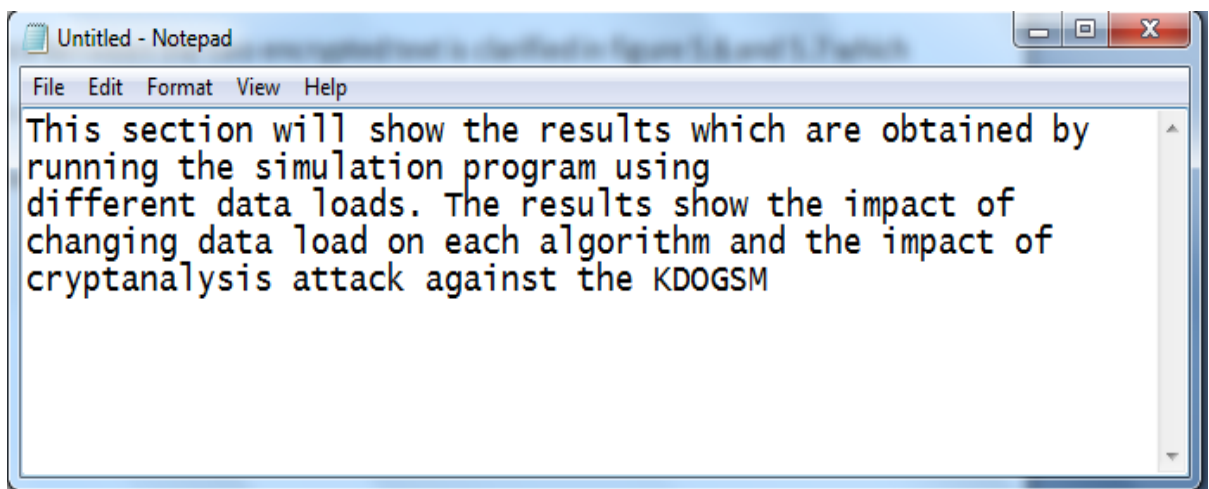 Untitled - Notepad
File Edit Format View Help
This section will show the results which are obtained by
running the simulation program using
different data loads. The results show the impact of
changing data load on each algorithm and the impact of
cryptanalysis attack against the KDOGSM